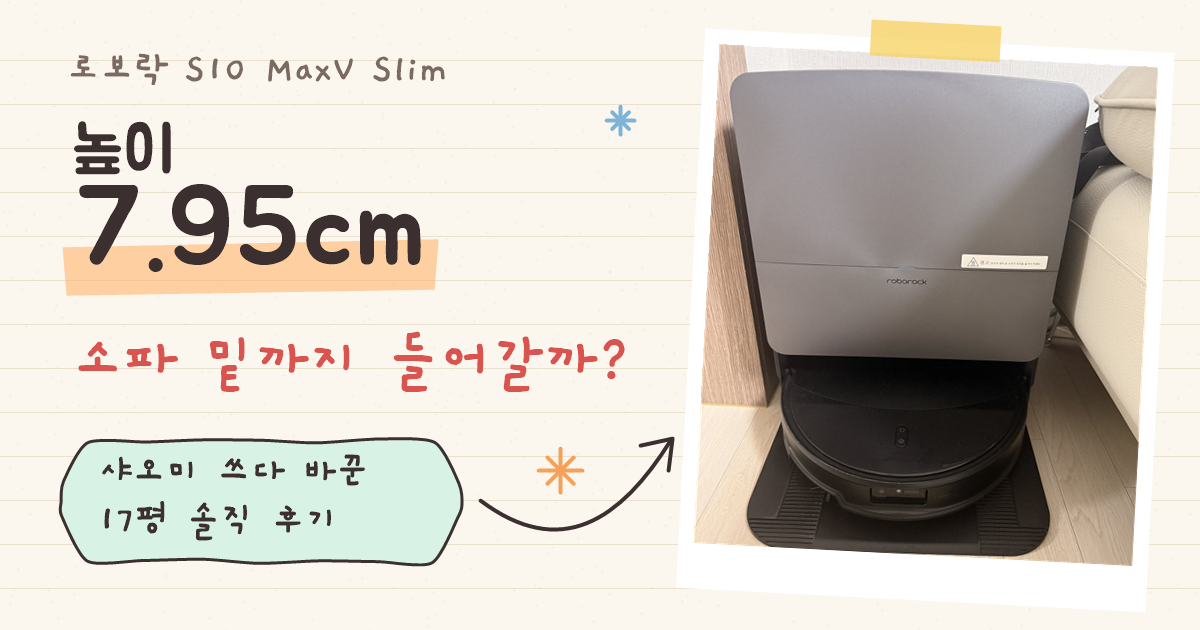 로보락 S10 MaxV Slim
높이
7.95cm
소파 밑까지 들어갈까?
샤오미 쓰다 바꾼
17평 솔직 후기
roborock